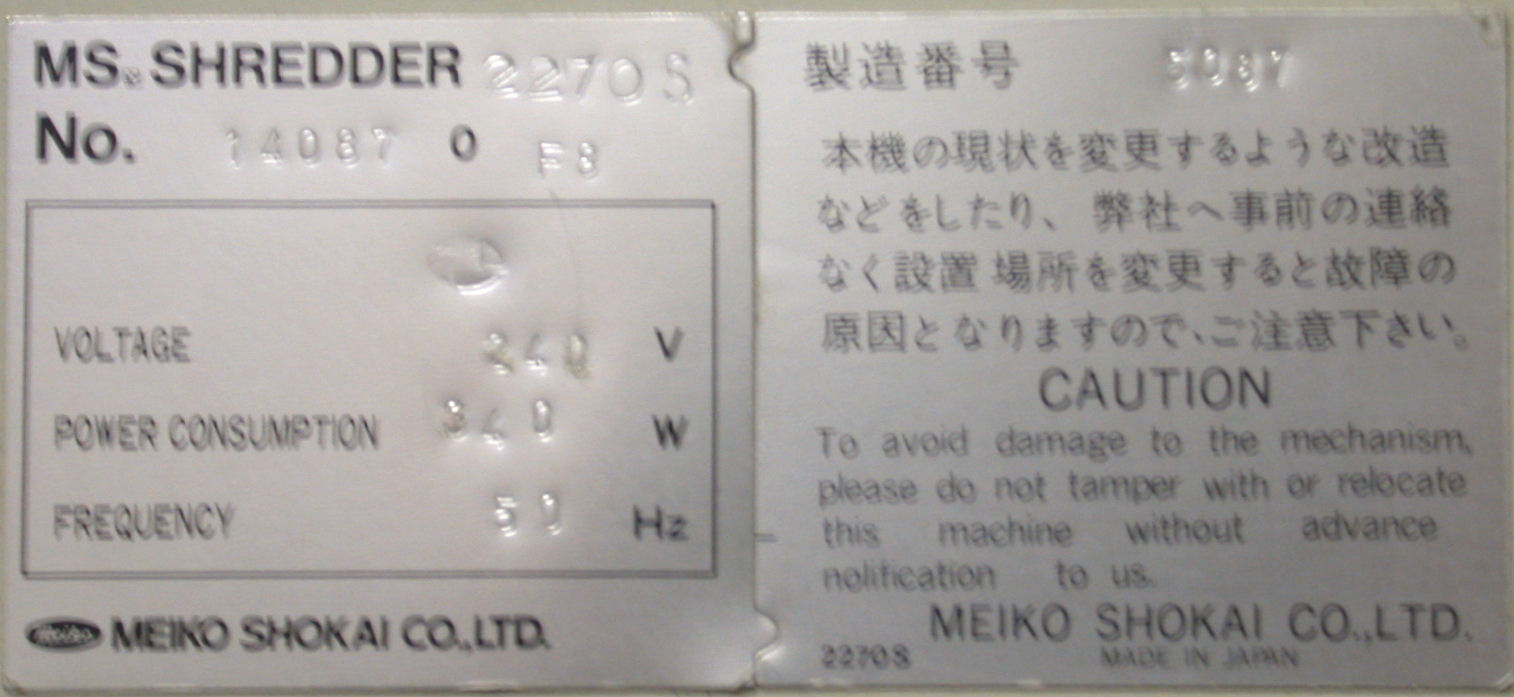 MS. SHREDDER 2270S
No. 14087 0 F8
VOLTAGE 240 V
POWER CONSUMPTION 340 W
FREQUENCY 50 Hz
meiko MEIKO SHOKAI CO.,LTD.
製造番号 5087
本機の現状を変更するような改造
などをしたり、弊社へ事前の連絡
なく設置場所を変更すると故障の
原因となりますので、ご注意下さい。
CAUTION
To avoid damage to the mechanism,
please do not tamper with or relocate
this machine without advance
nolification to us.
MEIKO SHOKAI CO.,LTD.
2270S MADE IN JAPAN